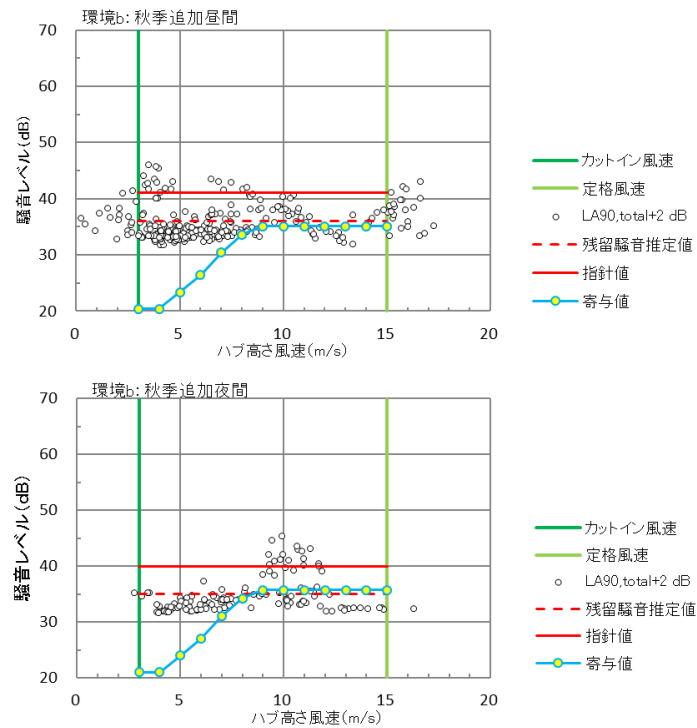 環境b: 秋季追加昼間
騒音レベル(dB)
70
60
50
40
30
20
0
5
10
15
20
ハブ高さ風速(m/s)
カットイン風速
定格風速
LA90,total+2 dB
残留騒音推定値
指針値
寄与値
環境b: 秋季追加夜間
騒音レベル(dB)
70
60
50
40
30
20
0
5
10
15
20
ハブ高さ風速(m/s)
カットイン風速
定格風速
LA90,total+2 dB
残留騒音推定値
指針値
寄与値